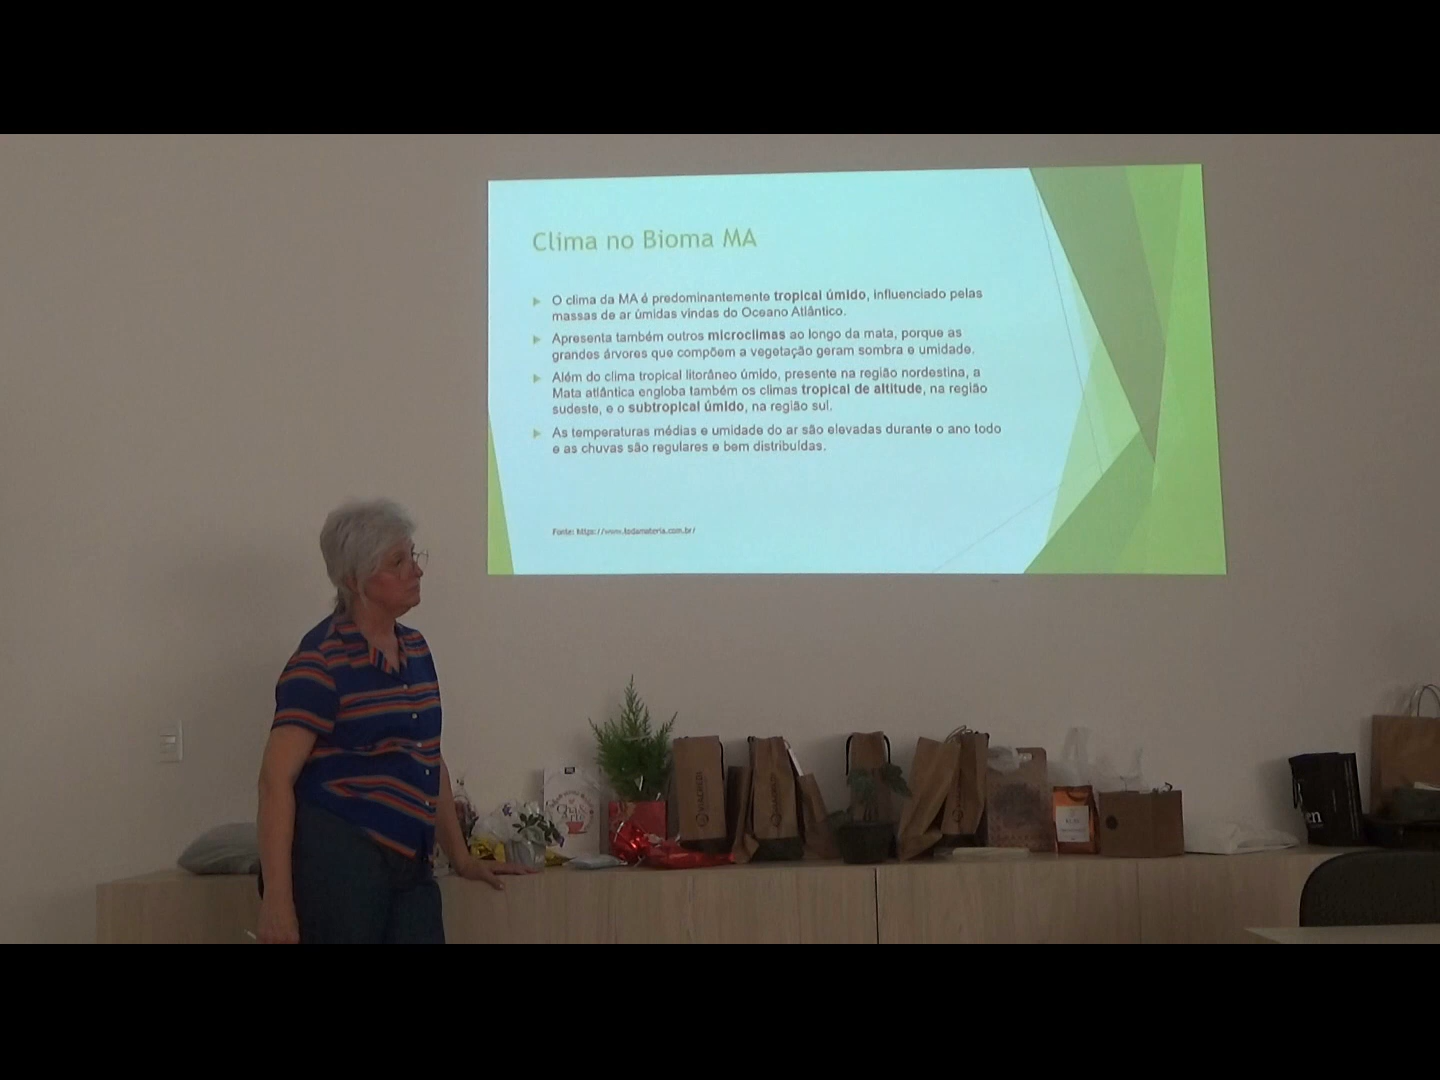 Clima no Bioma MA
O clima da MA é predominantemente tropical úmido, influenciado pelas
massas de ar úmidas vindas do Oceano Atlântico.
Apresenta também outros microclimas ao longo da mata, porque as
grandes árvores que compõem a vegetação geram sombra e umidade.
Além do clima tropical litorâneo úmido, presente na região nordestina, a
Mata atlântica engloba também os climas tropical de altitude, na região
sudeste, e o subtropical úmido, na região sul.
As temperaturas médias e umidade do ar são elevadas durante o ano todo
e as chuvas são regulares e bem distribuídas.
Fonte: https://www.todamateria.com.br/
Chá &
Arte